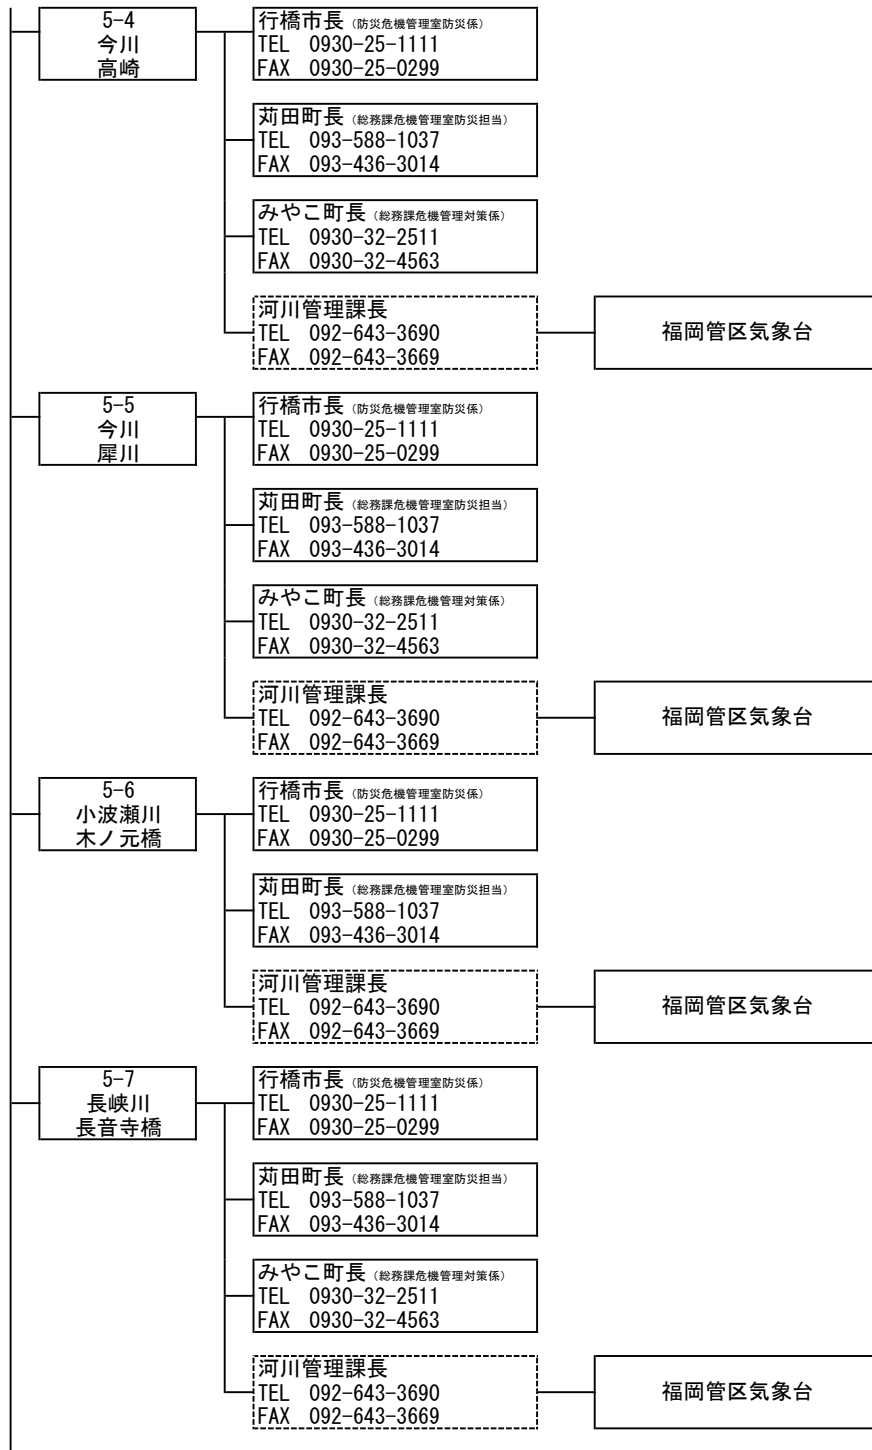 5-4
今川
高崎
行橋市長 (防災危機管理室防災係)
TEL 0930-25-1111
FAX 0930-25-0299
苅田町長 (総務課危機管理室防災担当)
TEL 093-588-1037
FAX 093-436-3014
みやこ町長 (総務課危機管理対策係)
TEL 0930-32-2511
FAX 0930-32-4563
河川管理課長
TEL 092-643-3690
FAX 092-643-3669
福岡管区気象台
5-5
今川
犀川
行橋市長 (防災危機管理室防災係)
TEL 0930-25-1111
FAX 0930-25-0299
苅田町長 (総務課危機管理室防災担当)
TEL 093-588-1037
FAX 093-436-3014
みやこ町長 (総務課危機管理対策係)
TEL 0930-32-2511
FAX 0930-32-4563
河川管理課長
TEL 092-643-3690
FAX 092-643-3669
福岡管区気象台
5-6
小波瀬川
木ノ元橋
行橋市長 (防災危機管理室防災係)
TEL 0930-25-1111
FAX 0930-25-0299
苅田町長 (総務課危機管理室防災担当)
TEL 093-588-1037
FAX 093-436-3014
河川管理課長
TEL 092-643-3690
FAX 092-643-3669
福岡管区気象台
5-7
長峡川
長音寺橋
行橋市長 (防災危機管理室防災係)
TEL 0930-25-1111
FAX 0930-25-0299
苅田町長 (総務課危機管理室防災担当)
TEL 093-588-1037
FAX 093-436-3014
みやこ町長 (総務課危機管理対策係)
TEL 0930-32-2511
FAX 0930-32-4563
河川管理課長
TEL 092-643-3690
FAX 092-643-3669
福岡管区気象台